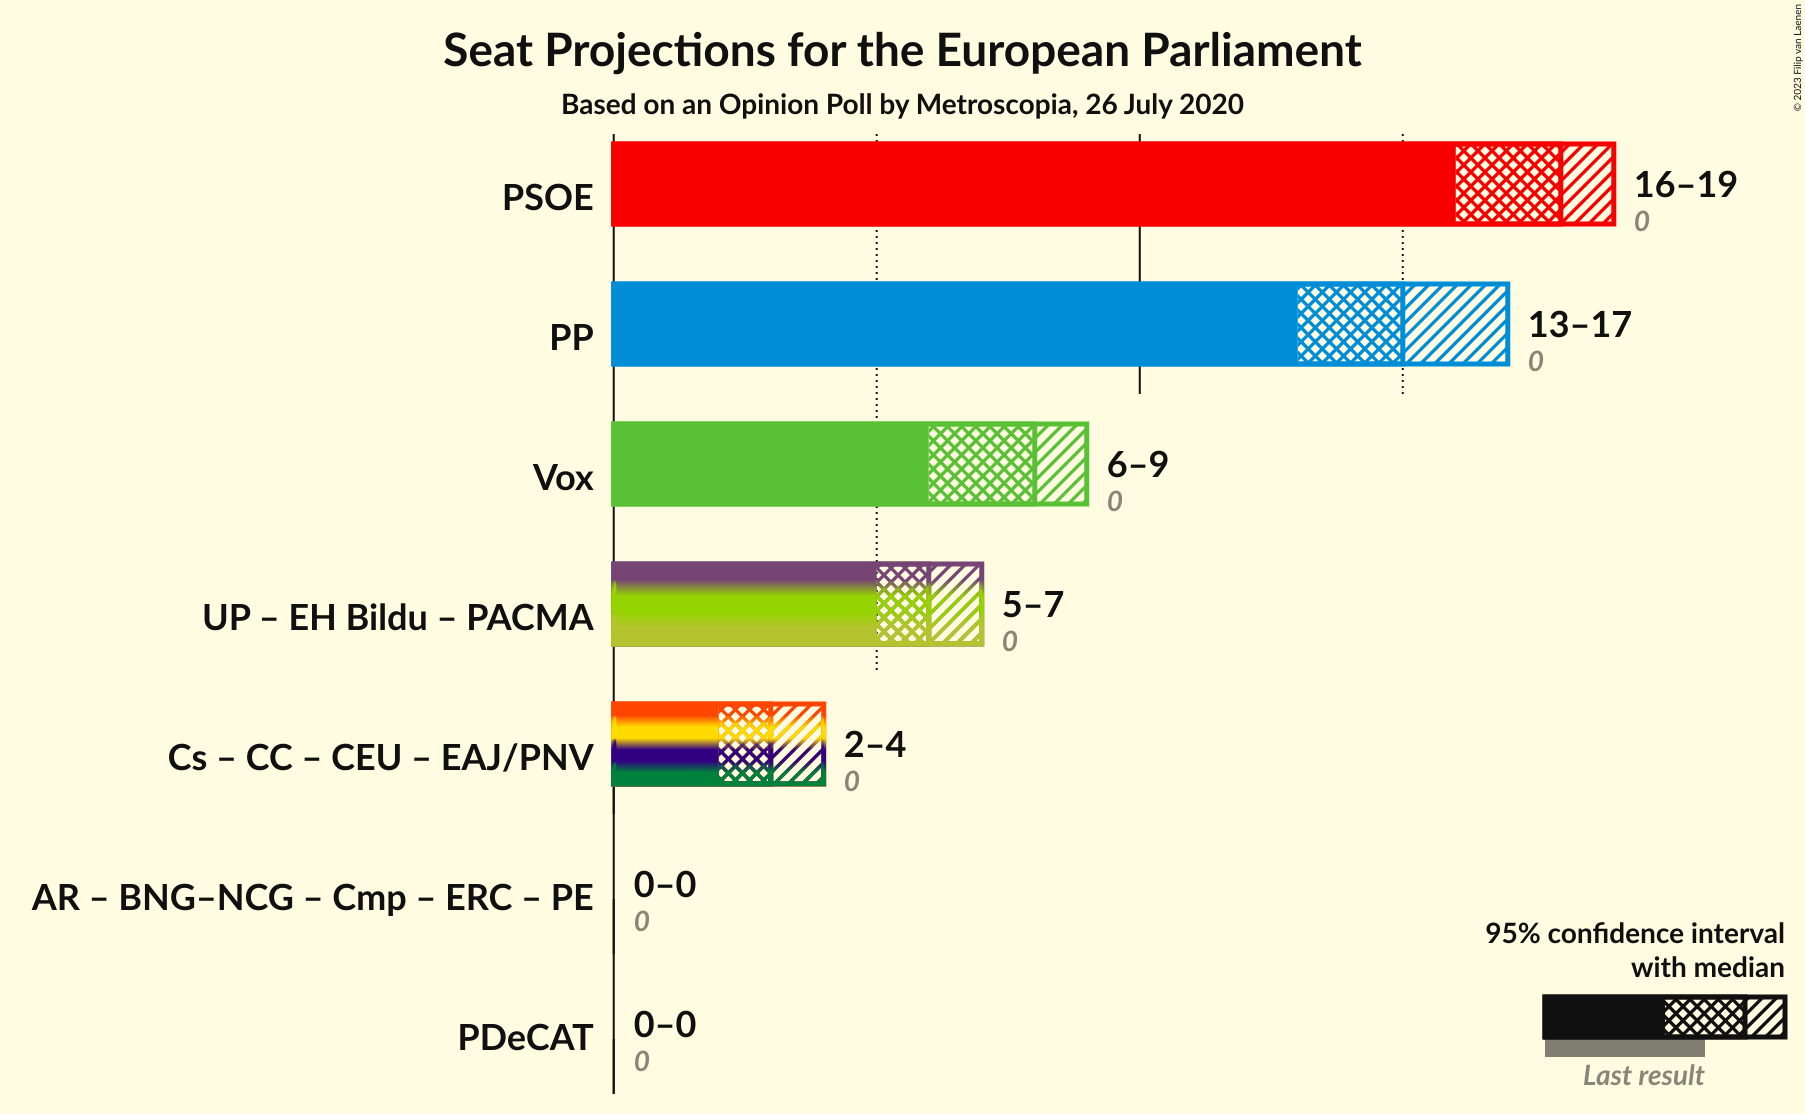 Seat Projections for the European Parliament
Based on an Opinion Poll by Metroscopia, 26 July 2020
© 2023 Filip van Laenen
PSOE
16–19
0
PP
13–17
0
Vox
6–9
0
UP – EH Bildu – PACMA
5–7
0
Cs – CC – CEU – EAJ/PNV
2–4
0
AR – BNG–NCG – Cmp – ERC – PE
0–0
0
PDeCAT
0–0
0
95% confidence interval
with median
Last result